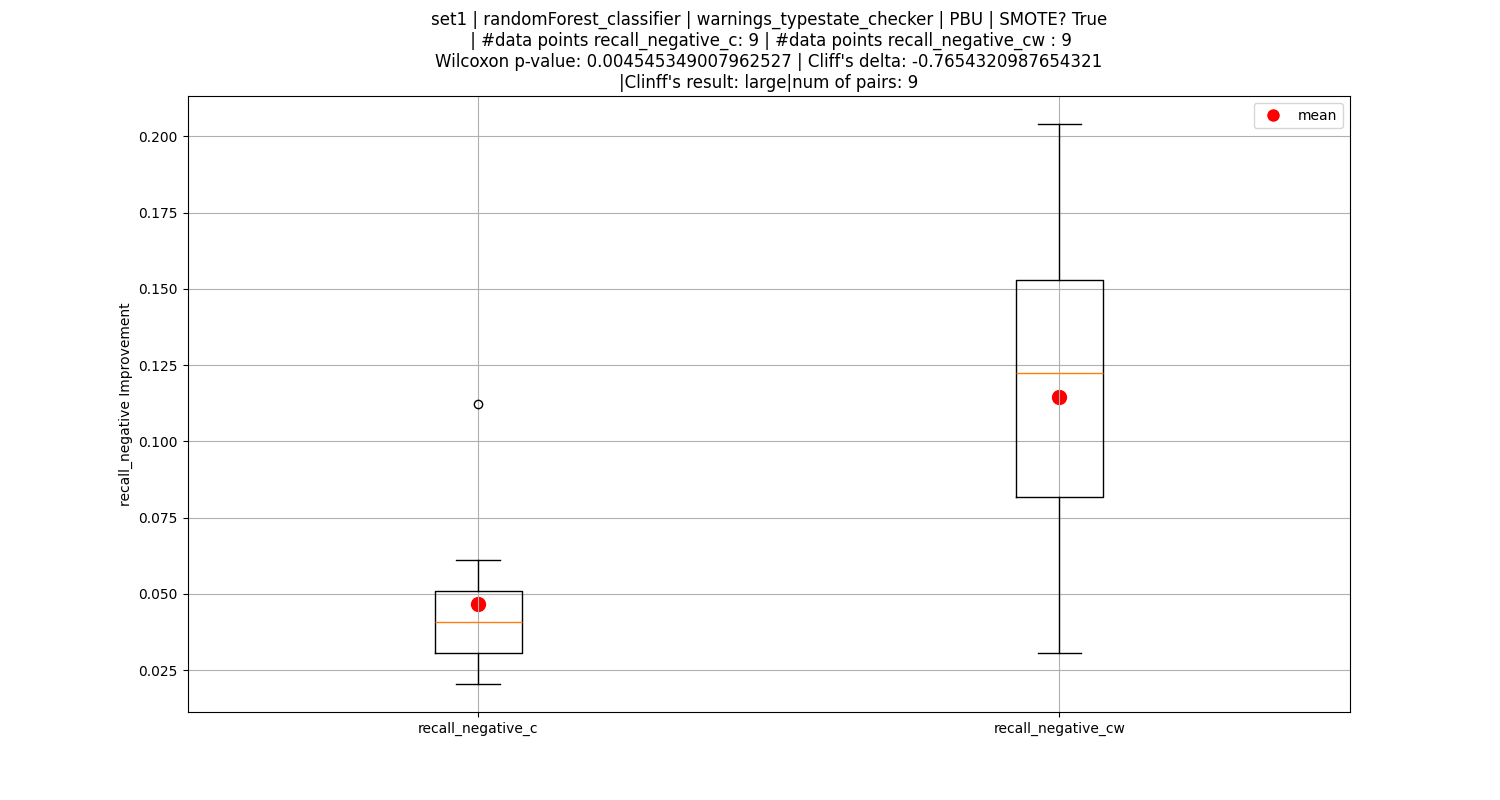 set1 | randomForest_classifier | warnings_typestate_checker | PBU | SMOTE? True
| #data points recall_negative_c: 9 | #data points recall_negative_cw : 9
Wilcoxon p-value: 0.004545349007962527 | Cliff's delta: -0.7654320987654321
|Clinff's result: large|num of pairs: 9
mean
0.200
0.175
0.150
0.125
0.100
0.075
0.050
0.025
recall_negative Improvement
recall_negative_c
recall_negative_cw